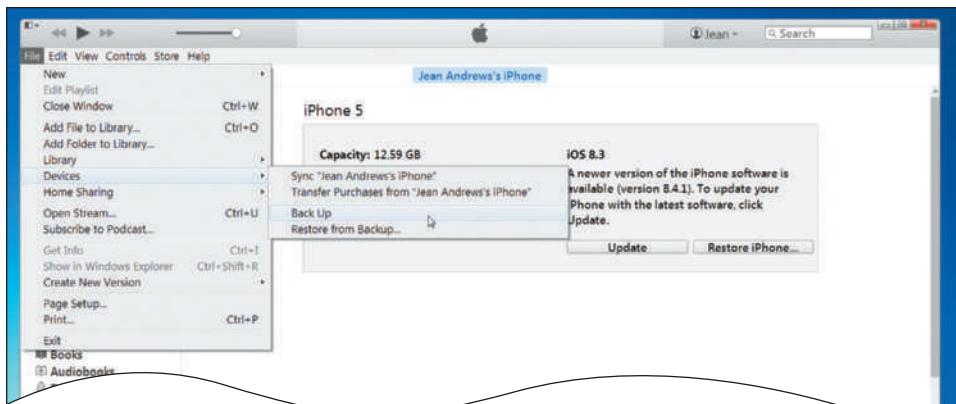 Jean
Search
File Edit View Controls Store Help
New
Edit Playlist
Close Window Ctrl+W
Add File to Library... Ctrl+O
Add Folder to Library...
Library
Devices
Home Sharing
Open Stream... Ctrl+U
Subscribe to Podcast...
Get Info Ctrl+I
Show in Windows Explorer Ctrl+Shift+R
Create New Version
Page Setup...
Print... Ctrl+P
Exit
Books
Audiobooks
Sync "Jean Andrews's iPhone"
Transfer Purchases from "Jean Andrews's iPhone"
Back Up
Restore from Backup...
Jean Andrews's iPhone
iPhone 5
Capacity: 12.59 GB
iOS 8.3
A newer version of the iPhone software is
available (version 8.4.1). To update your
iPhone with the latest software, click
Update.
Update Restore iPhone...